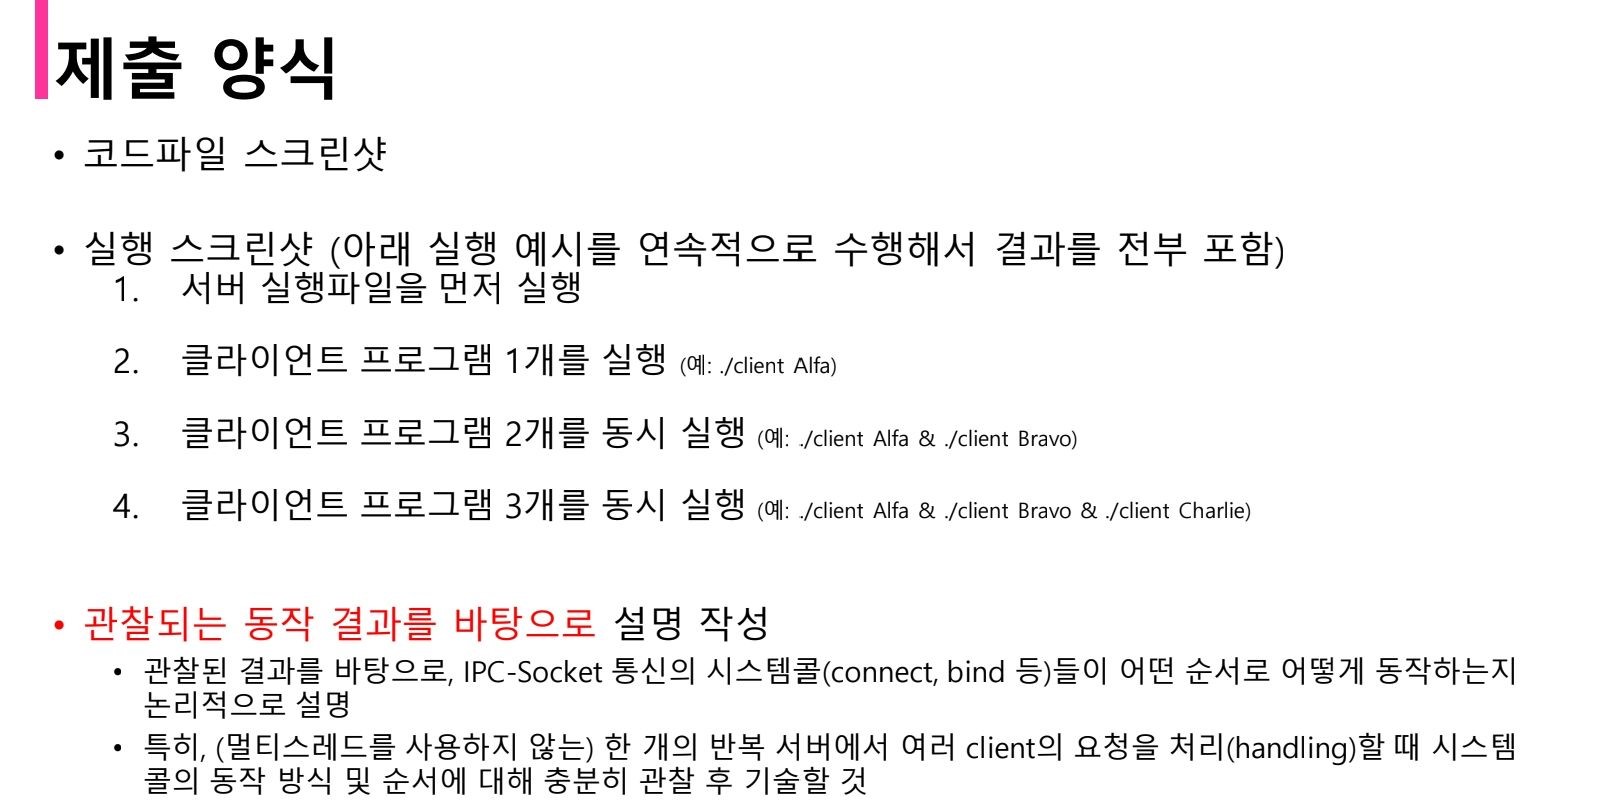 제출 양식
• 코드파일 스크린샷
• 실행 스크린샷 (아래 실행 예시를 연속적으로 수행해서 결과를 전부 포함)
1. 서버 실행파일을 먼저 실행
2. 클라이언트 프로그램 1개를 실행 (예: ./client Alfa)
3. 클라이언트 프로그램 2개를 동시 실행 (예: ./client Alfa & ./client Bravo)
4. 클라이언트 프로그램 3개를 동시 실행 (예: ./client Alfa & ./client Bravo & ./client Charlie)
• 관찰되는 동작 결과를 바탕으로 설명 작성
• 관찰된 결과를 바탕으로, IPC-Socket 통신의 시스템콜(connect, bind 등)들이 어떤 순서로 어떻게 동작하는지
논리적으로 설명
• 특히, (멀티스레드를 사용하지 않는) 한 개의 반복 서버에서 여러 client의 요청을 처리(handling)할 때 시스템
콜의 동작 방식 및 순서에 대해 충분히 관찰 후 기술할 것